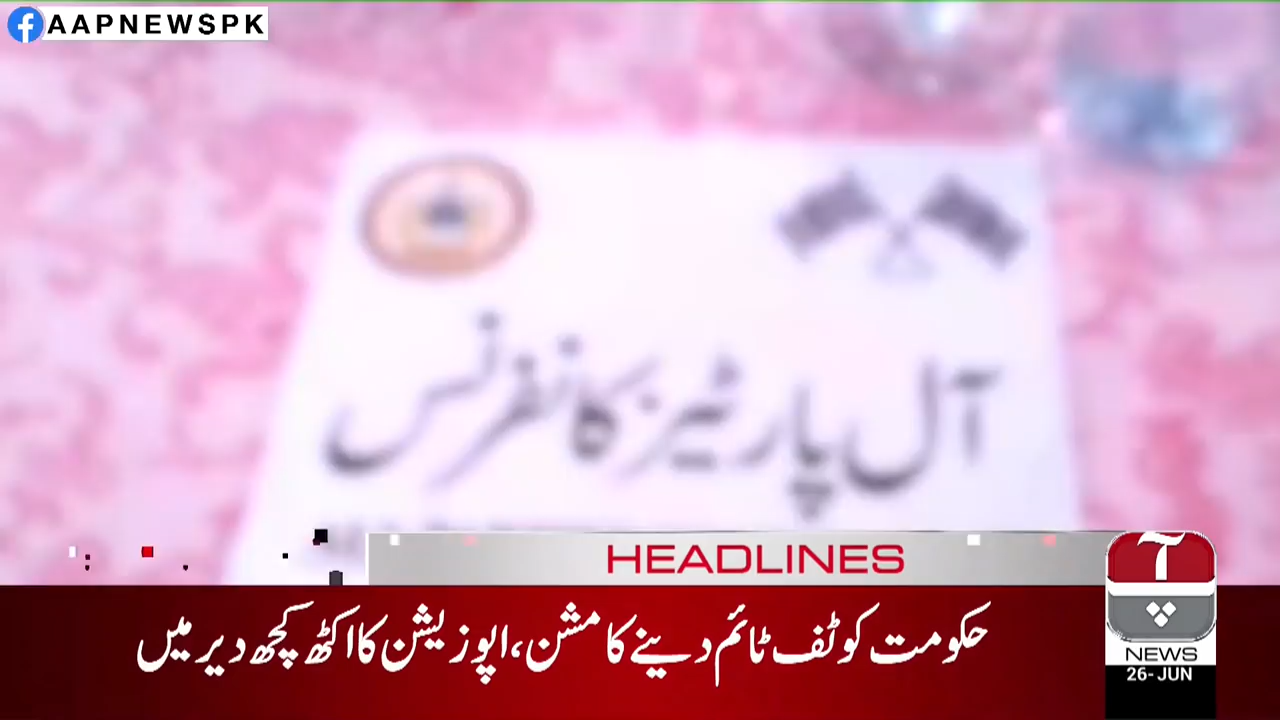 AAPNEWSPK
آل پارٹیز کانفرنس
HEADLINES
حکومت کو ٹف ٹائم دینے کا مشن، اپوزیشن کا اکٹھ کچھ دیر میں
آپ
NEWS
26-JUN